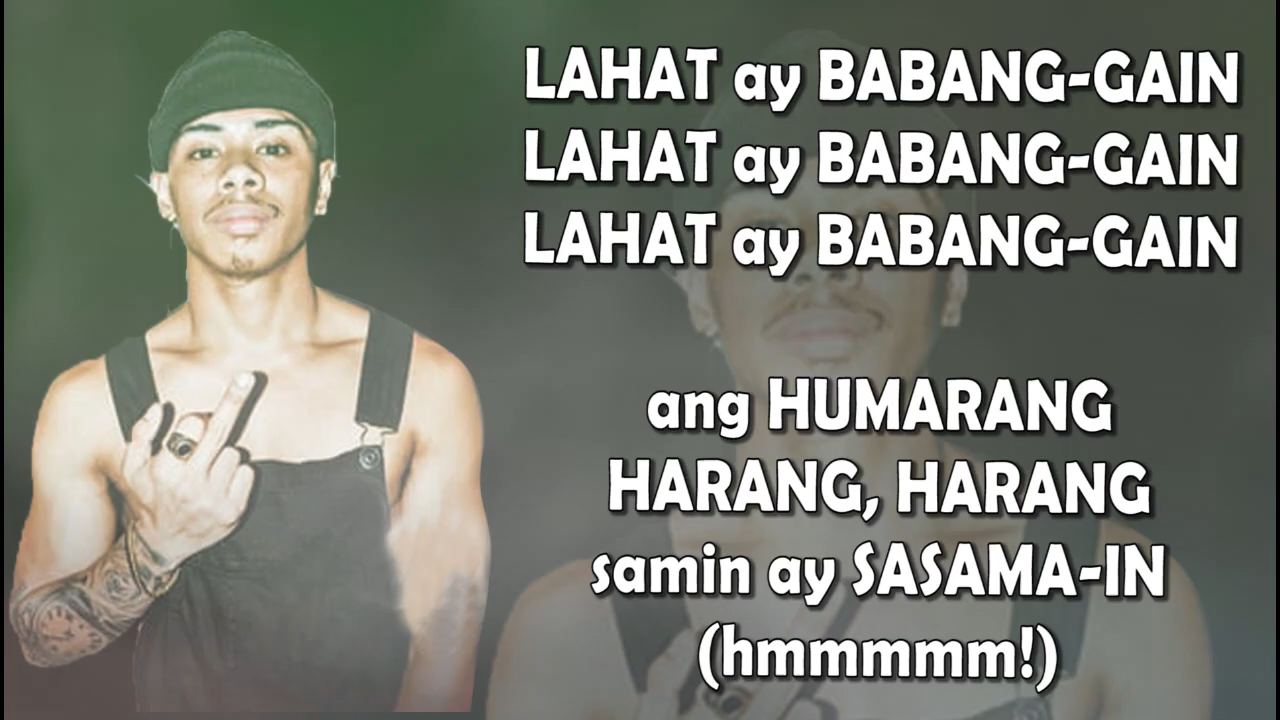 LAHAT ay BABANG-GAIN
LAHAT ay BABANG-GAIN
LAHAT ay BABANG-GAIN
ang HUMARANG
HARANG, HARANG
samin ay SASAMA-IN
(hmmmmm!)